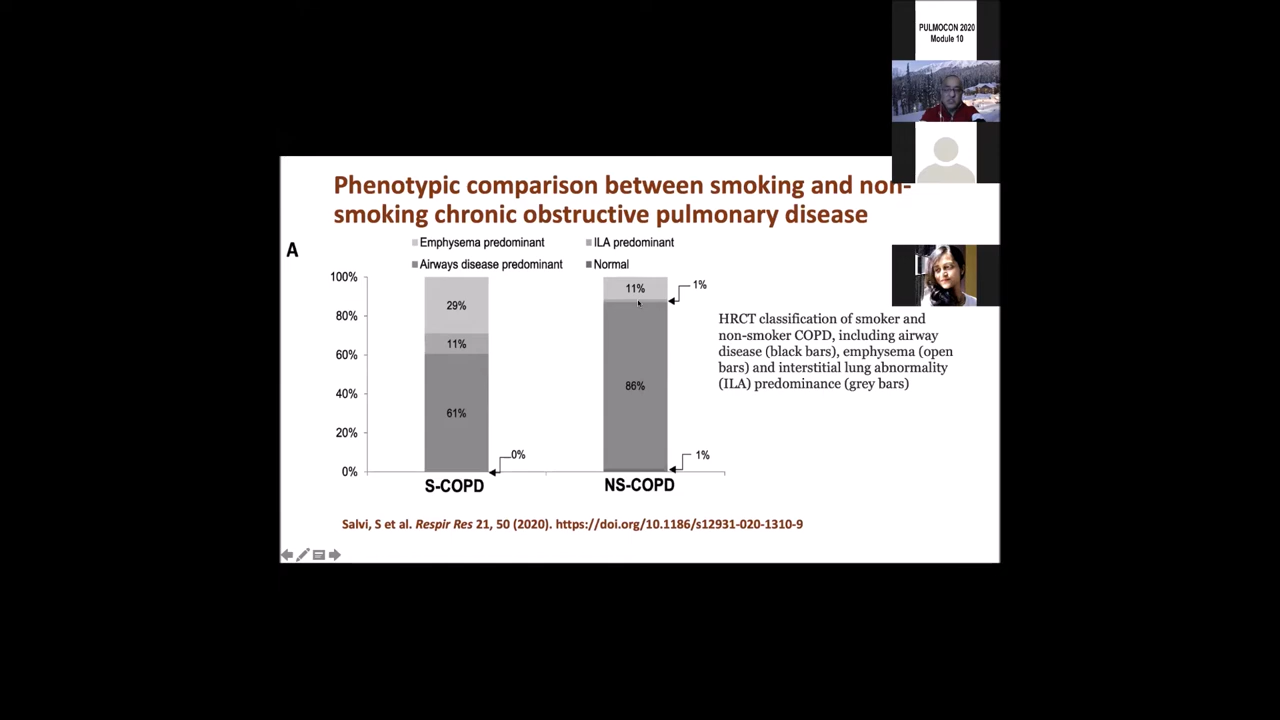 PULMOCON 2020
Module 10
Phenotypic comparison between smoking and non-
smoking chronic obstructive pulmonary disease
A
Emphysema predominant
ILA predominant
Airways disease predominant
Normal
100%
80%
60%
40%
20%
0%
29%
11%
61%
0%
11%
1%
86%
1%
S-COPD
NS-COPD
HRCT classification of smoker and
non-smoker COPD, including airway
disease (black bars), emphysema (open
bars) and interstitial lung abnormality
(ILA) predominance (grey bars)
Salvi, S et al. Respir Res 21, 50 (2020). https://doi.org/10.1186/s12931-020-1310-9